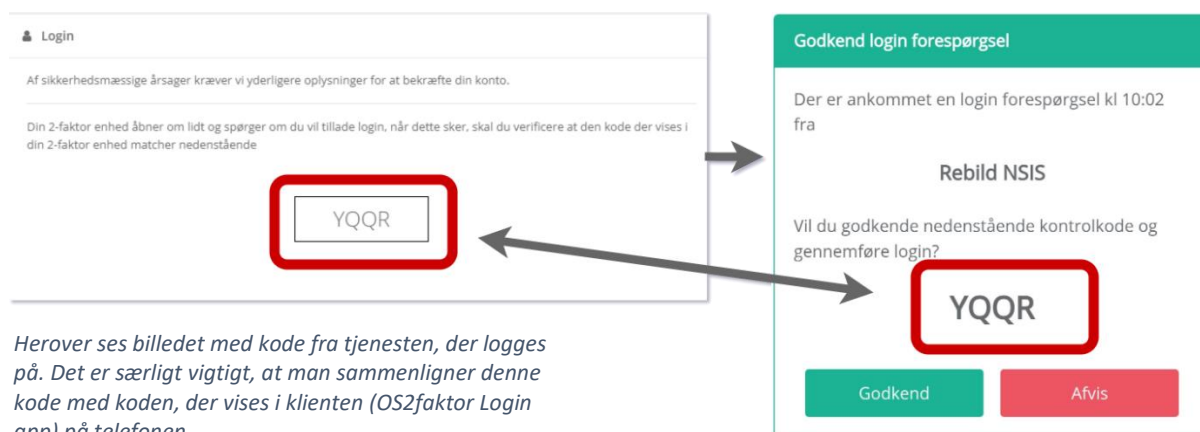 Login
Af sikkerhedsmæssige årsager kræver vi yderligere oplysninger for at bekræfte din konto.
Din 2-faktor enhed åbner om lidt og spørger om du vil tillade login, når dette sker, skal du verificere at den kode der vises i
din 2-faktor enhed matcher nedenstående
YQQR
Herover ses billedet med kode fra tjenesten, der logges
på. Det er særligt vigtigt, at man sammenligner denne
kode med koden, der vises i klienten (OS2faktor Login
app) på telefonen
Godkend login forespørgsel
Der er ankommet en login forespørgsel kl 10:02
fra
Rebild NSIS
Vil du godkende nedenstående kontrolkode og
gennemføre login?
YQQR
Godkend
Afvis